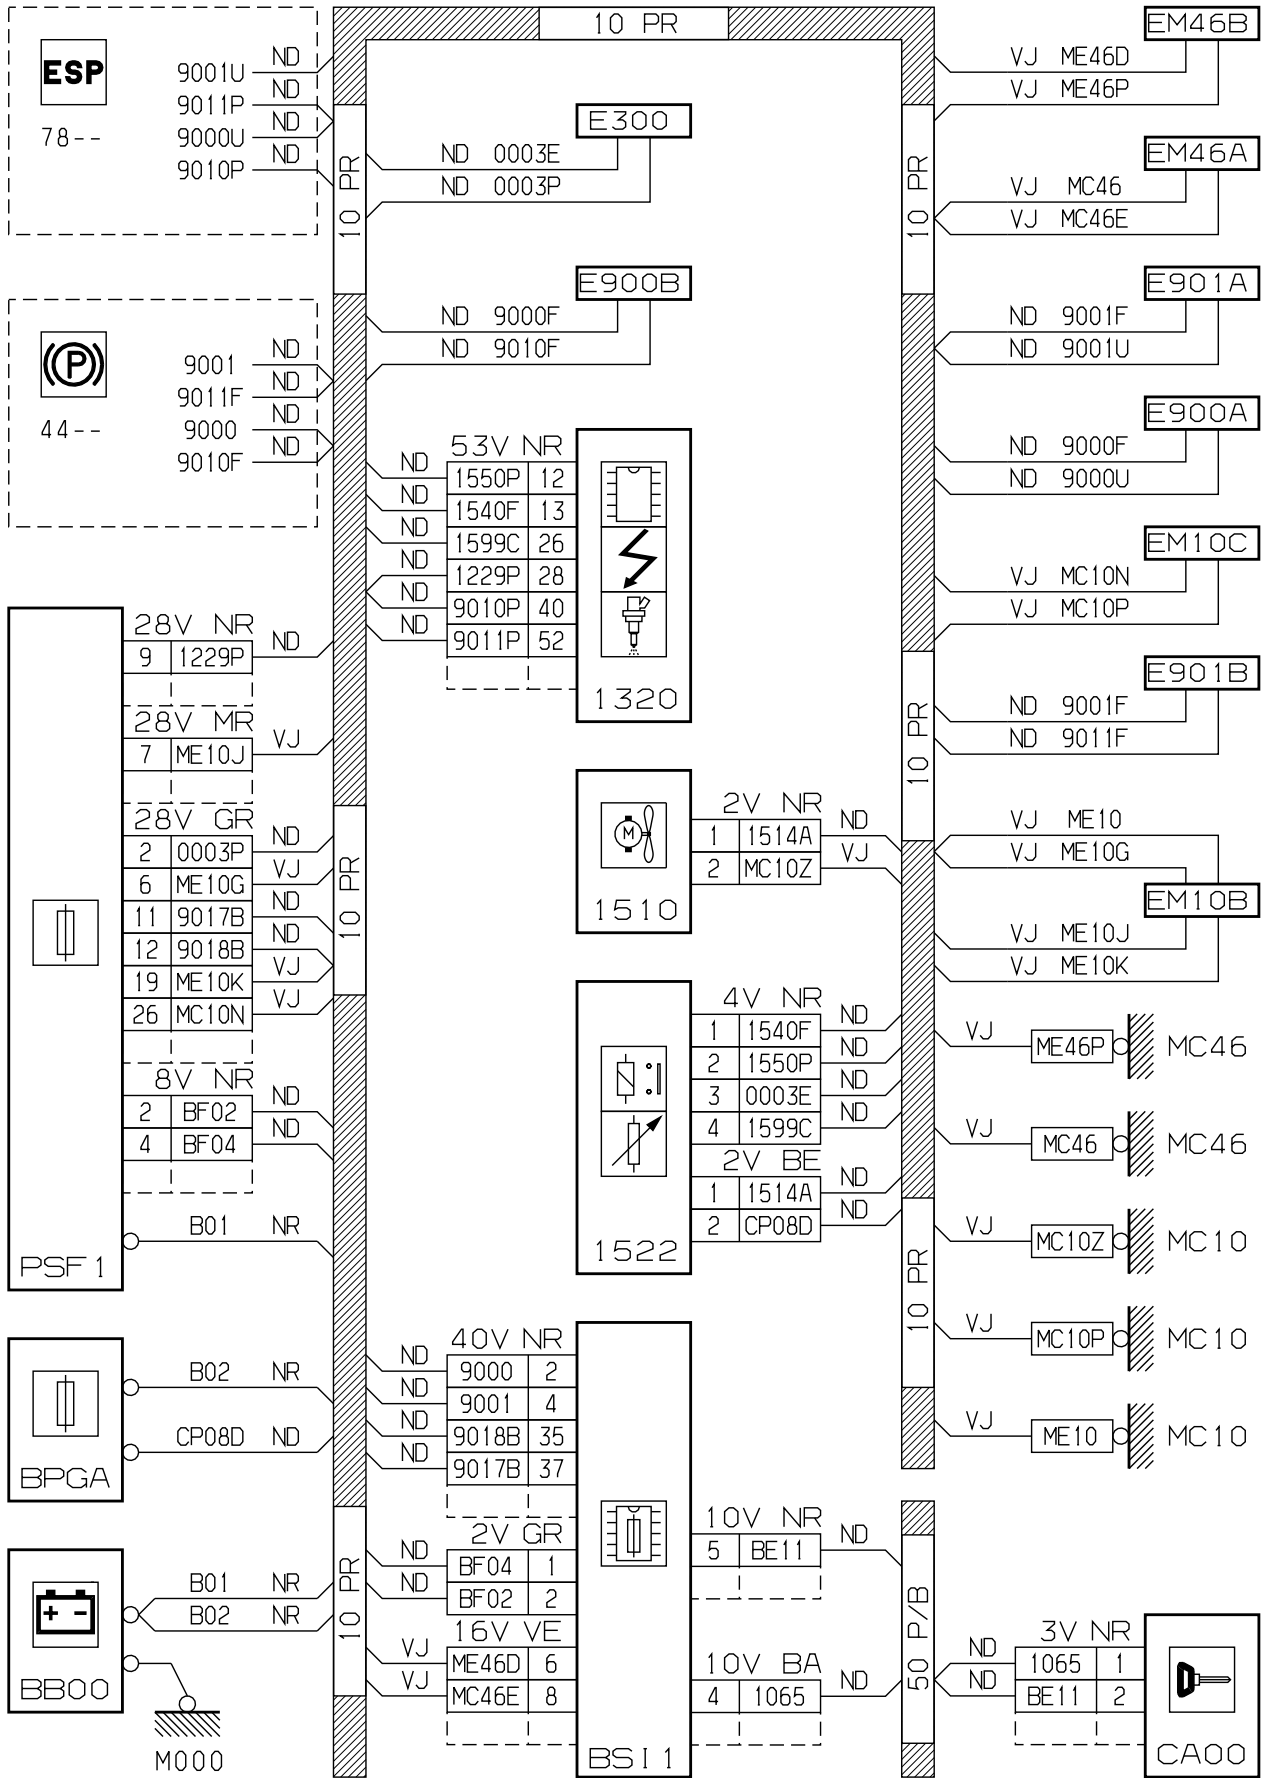 10 PR
ESP
78--
9001U ND
9011P ND
9000U ND
9010P ND
10 PR
44--
9001 ND
9011F ND
9000 ND
9010F ND
PSF1
28V NR
9 1229P ND
28V MR
7 ME10J VJ
28V GR
2 0003P ND
6 ME10G VJ
11 9017B ND
12 9018B ND
19 ME10K VJ
26 MC10N VJ
10 PR
8V NR
2 BF02 ND
4 BF04 ND
B01 NR
BPGA
B02 NR
CP08D ND
BB00
B01 NR
B02 NR
M000
10 PR
E300
ND 0003E
ND 0003P
E900B
ND 9000F
ND 9010F
53V NR
ND 1550P 12
ND 1540F 13
ND 1599C 26
ND 1229P 28
ND 9010P 40
ND 9011P 52
1320
M
1510
2V NR
1 1514A ND
2 MC10Z VJ
1522
4V NR
1 1540F ND
2 1550P ND
3 0003E ND
4 1599C ND
2V BE
1 1514A ND
2 CP08D ND
40V NR
ND 9000 2
ND 9001 4
ND 9018B 35
ND 9017B 37
2V GR
ND BF04 1
ND BF02 2
16V VE
VJ ME46D 6
VJ MC46E 8
BSI1
10V NR
5 BE11 ND
10V BA
4 1065 ND
10 PR
10 PR
10 PR
50 P/B
EM46B
VJ ME46D
VJ ME46P
EM46A
VJ MC46
VJ MC46E
E901A
ND 9001F
ND 9001U
E900A
ND 9000F
ND 9000U
EM10C
VJ MC10N
VJ MC10P
E901B
ND 9001F
ND 9011F
VJ ME10
VJ ME10G
EM10B
VJ ME10J
VJ ME10K
VJ ME46P MC46
VJ MC46 MC46
VJ MC10Z MC10
VJ MC10P MC10
VJ ME10 MC10
3V NR
ND 1065 1
ND BE11 2
CA00